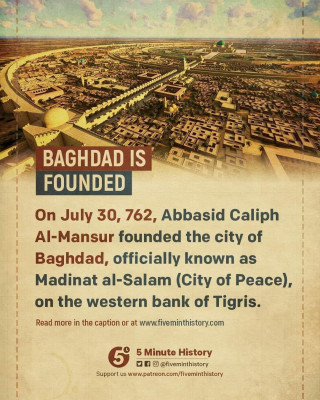 BAGHDAD IS
FOUNDED
On July 30, 762, Abbasid Caliph
Al-Mansur founded the city of
Baghdad, officially known as
Madinat al-Salam (City of Peace),
on the western bank of Tigris.
Read more in the caption or at www.fiveminthistory.com
5 5 Minute History
@fiveminthistory
Support us www.patreon.com/fiveminthistory